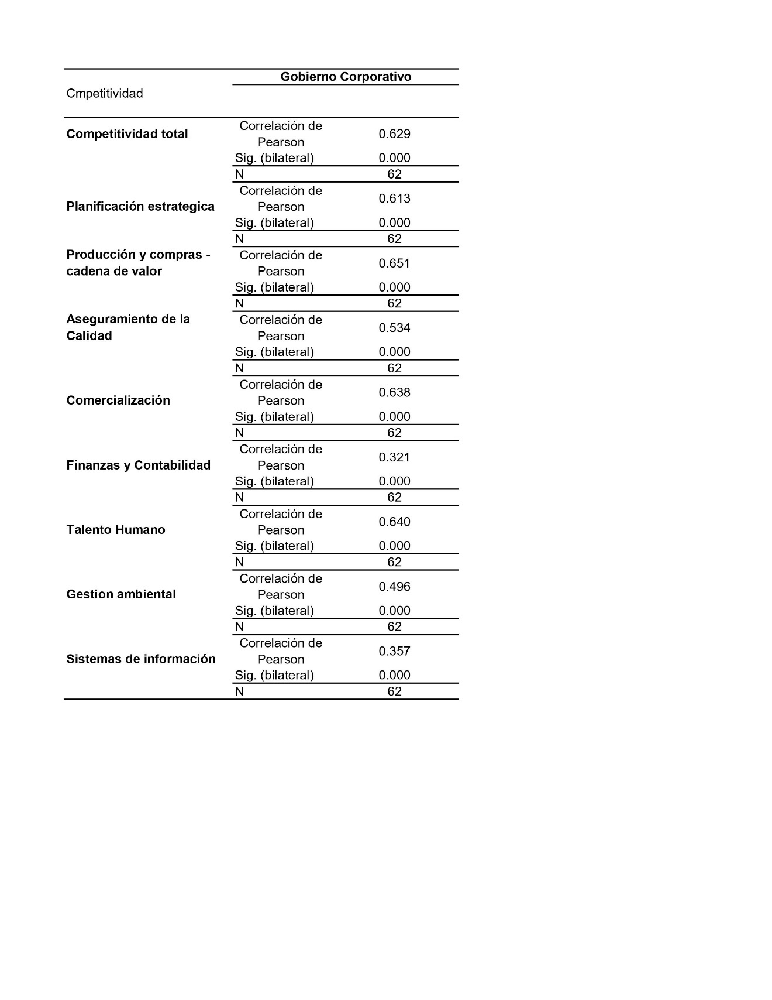 Gobierno Corporativo
Cmpetitividad
Competitividad total
Correlación de
Pearson
0.629
Sig. (bilateral) 0.000
N 62
Planificación estrategica
Correlación de
Pearson
0.613
Sig. (bilateral) 0.000
N 62
Producción y compras -
cadena de valor
Correlación de
Pearson
0.651
Sig. (bilateral) 0.000
N 62
Aseguramiento de la
Calidad
Correlación de
Pearson
0.534
Sig. (bilateral) 0.000
N 62
Comercialización
Correlación de
Pearson
0.638
Sig. (bilateral) 0.000
N 62
Finanzas y Contabilidad
Correlación de
Pearson
0.321
Sig. (bilateral) 0.000
N 62
Talento Humano
Correlación de
Pearson
0.640
Sig. (bilateral) 0.000
N 62
Gestion ambiental
Correlación de
Pearson
0.496
Sig. (bilateral) 0.000
N 62
Sistemas de información
Correlación de
Pearson
0.357
Sig. (bilateral) 0.000
N 62